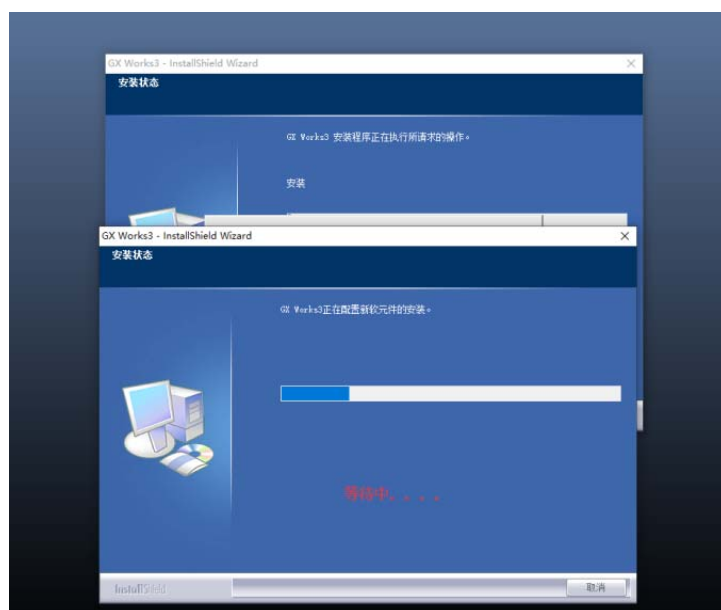 GX Works3 - InstallShield Wizard
安装状态
GX Works3 安装程序正在执行所请求的操作。
安装
GX Works3 - InstallShield Wizard
安装状态
GX Works3正在配置新软元件的安装。
等待中. . . .
InstallShield
取消